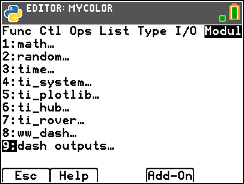 EDITOR: MYCOLOR
Func Ctl Ops List Type I/O Modul
1:math…
2:random…
3:time…
4:ti_system…
5:ti_plotlib…
6:ti_hub…
7:ti_rover…
8:ww_dash…
9:dash outputs…
Esc Help Add-On